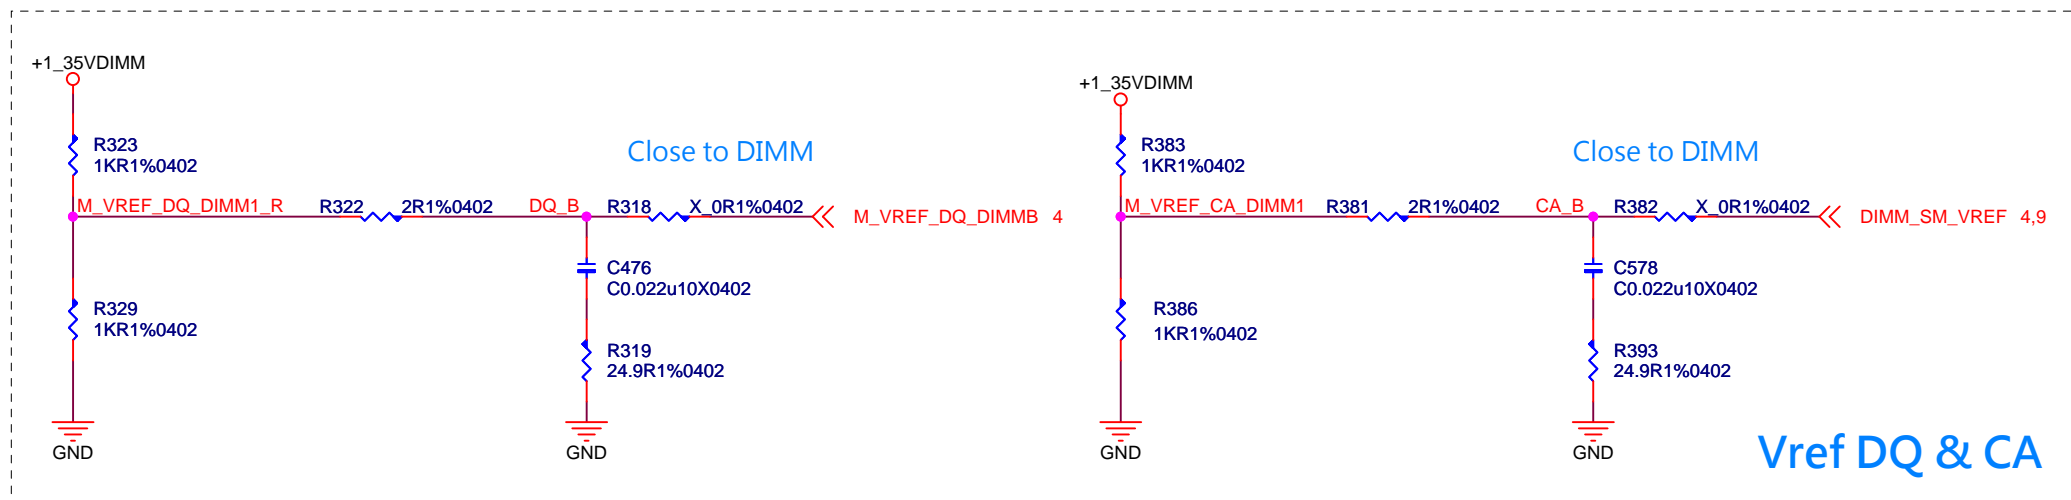 +1_35VDIMM
R323
1KR1%0402
Close to DIMM
M_VREF_DQ_DIMM1_R
R322
2R1%0402
DQ_B
R318
X_0R1%0402
M_VREF_DQ_DIMMB 4
C476
C0.022u10X0402
R329
1KR1%0402
R319
24.9R1%0402
GND
GND
+1_35VDIMM
R383
1KR1%0402
Close to DIMM
M_VREF_CA_DIMM1
R381
2R1%0402
CA_B
R382
X_0R1%0402
DIMM_SM_VREF 4,9
C578
C0.022u10X0402
R386
1KR1%0402
R393
24.9R1%0402
GND
GND
Vref DQ & CA